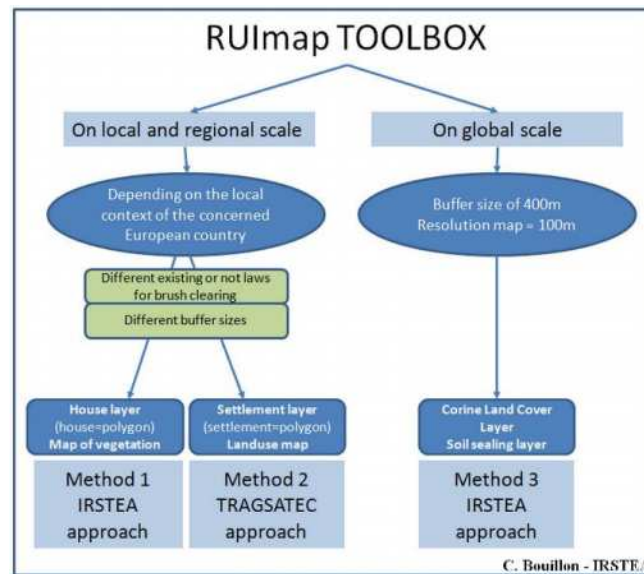 RUImap TOOLBOX
On local and regional scale
On global scale
Depending on the local
context of the concerned
European country
Buffer size of 400m
Resolution map = 100m
Different existing or not laws
for brush clearing
Different buffer sizes
House layer
(house=polygon)
Map of vegetation
Settlement layer
(settlement=polygon)
Landuse map
Corine Land Cover
Layer
Soil sealing layer
Method 1
IRSTEA
approach
Method 2
TRAGSATEC
approach
Method 3
IRSTEA
approach
C. Bouillon - IRSTEA